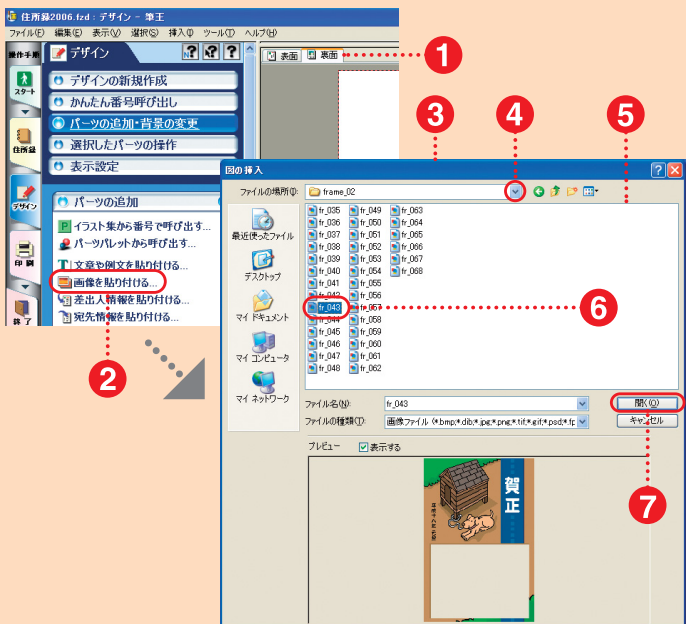 住所録2006.fzd : デザイン - 筆王
ファイル(F) 編集(E) 表示(V) 選択(S) 挿入(I) ツール(T) ヘルプ(H)
操作手順
スタート
住所録
デザイン
印刷
終了
デザイン
デザインの新規作成
かんたん番号呼び出し
パーツの追加・背景の変更
選択したパーツの操作
表示設定
パーツの追加
イラスト集から番号で呼び出す...
パーツパレットから呼び出す...
文章や例文を貼り付ける...
画像を貼り付ける...
差出人情報を貼り付ける...
宛先情報を貼り付ける...
表面 裏面
1
2
3
4
5
6
7
図の挿入
ファイルの場所(I):
frame_02
最近使ったファイル
デスクトップ
マイ ドキュメント
マイ コンピュータ
マイ ネットワーク
fr_035
fr_036
fr_037
fr_038
fr_039
fr_040
fr_041
fr_042
fr_043
fr_044
fr_045
fr_046
fr_047
fr_048
fr_049
fr_050
fr_051
fr_052
fr_053
fr_054
fr_055
fr_056
fr_057
fr_058
fr_059
fr_060
fr_061
fr_062
fr_063
fr_064
fr_065
fr_066
fr_067
fr_068
ファイル名(N): fr_043 開く(O)
ファイルの種類(T): 画像ファイル (*.bmp;*.dib;*.jpg;*.png;*.tif;*.gif;*.psd;*.fp キャンセル
プレビュー 表示する
賀正